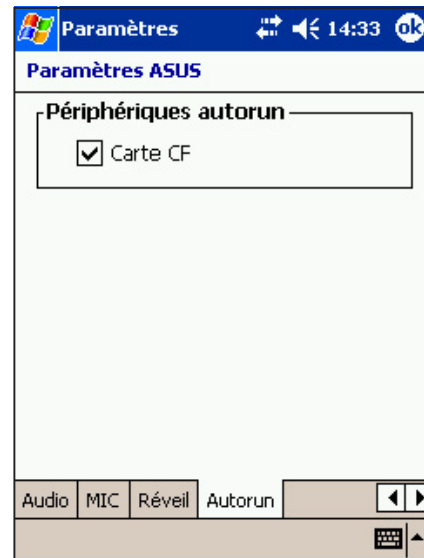 Paramètres 14:33 ok
Paramètres ASUS
Périphériques autorun
Carte CF
Audio MIC Réveil Autorun